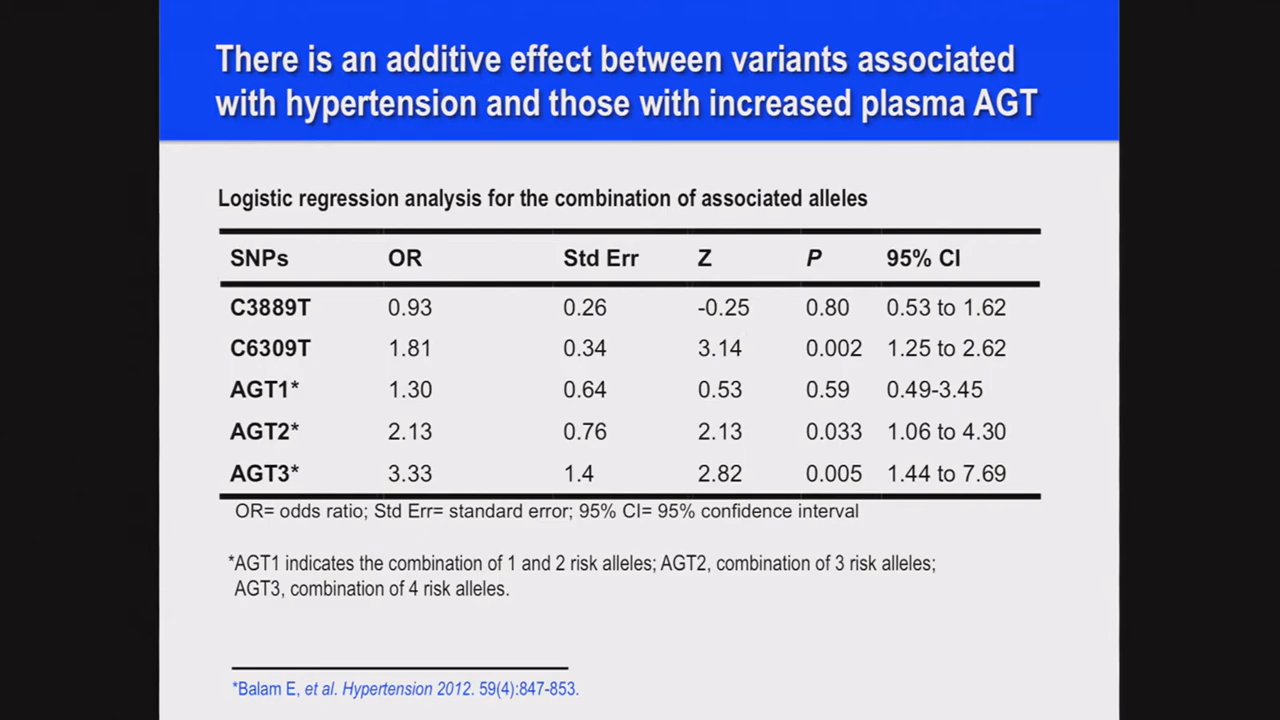 There is an additive effect between variants associated
with hypertension and those with increased plasma AGT
Logistic regression analysis for the combination of associated alleles
SNPs OR Std Err Z P 95% CI
C3889T 0.93 0.26 -0.25 0.80 0.53 to 1.62
C6309T 1.81 0.34 3.14 0.002 1.25 to 2.62
AGT1* 1.30 0.64 0.53 0.59 0.49-3.45
AGT2* 2.13 0.76 2.13 0.033 1.06 to 4.30
AGT3* 3.33 1.4 2.82 0.005 1.44 to 7.69
OR= odds ratio; Std Err= standard error; 95% CI= 95% confidence interval
*AGT1 indicates the combination of 1 and 2 risk alleles; AGT2, combination of 3 risk alleles;
AGT3, combination of 4 risk alleles.
*Balam E, et al. Hypertension 2012. 59(4):847-853.